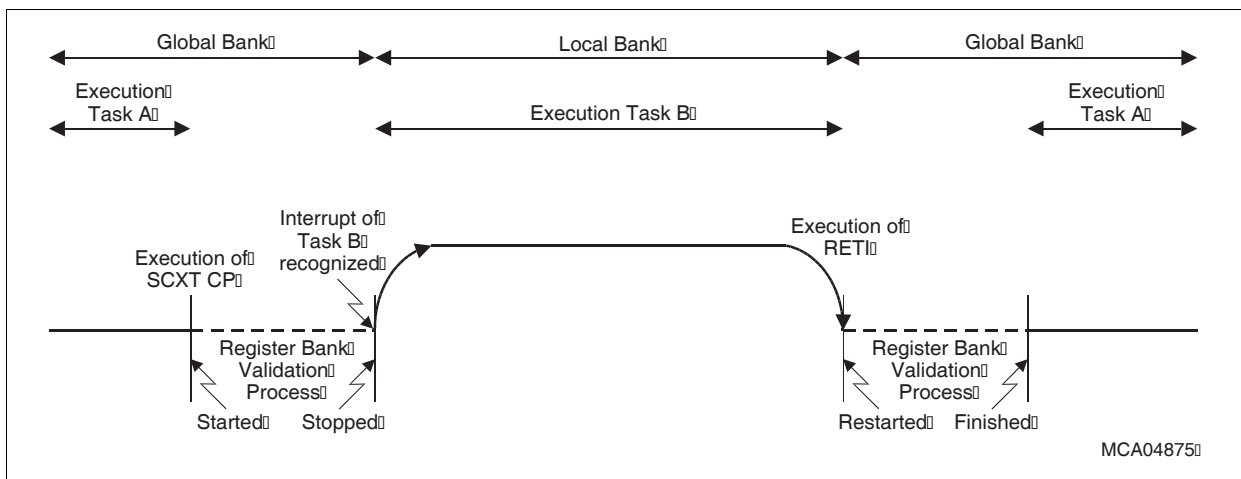 Global Bank
Local Bank
Global Bank
Execution
Task A
Execution Task B
Execution
Task A
Interrupt of
Task B
recognized
Execution of
SCXT CP
Execution of
RETI
Register Bank
Validation
Process
Started
Stopped
Register Bank
Validation
Process
Restarted
Finished
MCA04875